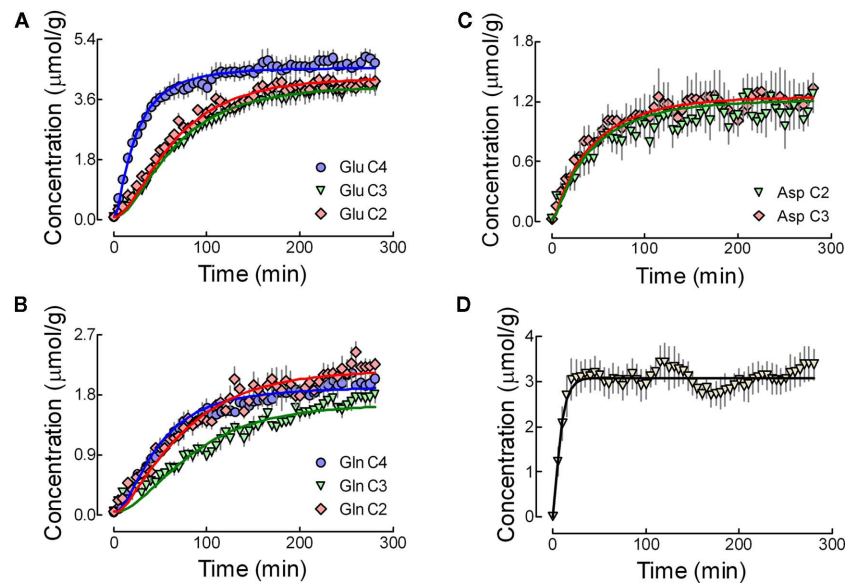 A
Concentration (µmol/g)
5.4
3.6
1.8
0.0
Glu C4
Glu C3
Glu C2
0
100
200
300
Time (min)
B
Concentration (µmol/g)
2.7
1.8
0.9
0.0
Gln C4
Gln C3
Gln C2
0
100
200
300
Time (min)
C
Concentration (µmol/g)
1.8
1.2
0.6
0.0
Asp C2
Asp C3
0
100
200
300
Time (min)
D
Concentration (µmol/g)
4
3
2
1
0
0
100
200
300
Time (min)